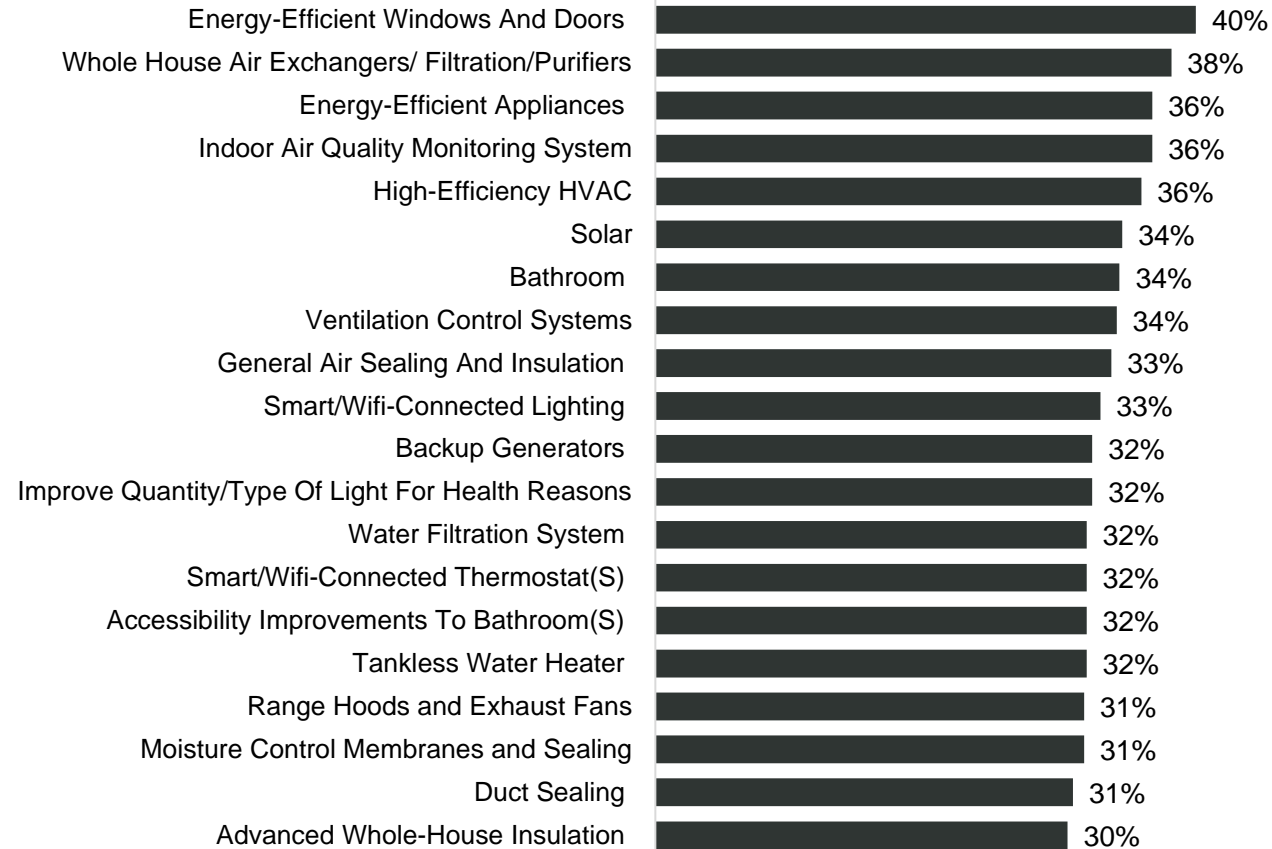 Energy-Efficient Windows And Doors 40%
Whole House Air Exchangers/ Filtration/Purifiers 38%
Energy-Efficient Appliances 36%
Indoor Air Quality Monitoring System 36%
High-Efficiency HVAC 36%
Solar 34%
Bathroom 34%
Ventilation Control Systems 34%
General Air Sealing And Insulation 33%
Smart/Wifi-Connected Lighting 33%
Backup Generators 32%
Improve Quantity/Type Of Light For Health Reasons 32%
Water Filtration System 32%
Smart/Wifi-Connected Thermostat(S) 32%
Accessibility Improvements To Bathroom(S) 32%
Tankless Water Heater 32%
Range Hoods and Exhaust Fans 31%
Moisture Control Membranes and Sealing 31%
Duct Sealing 31%
Advanced Whole-House Insulation 30%